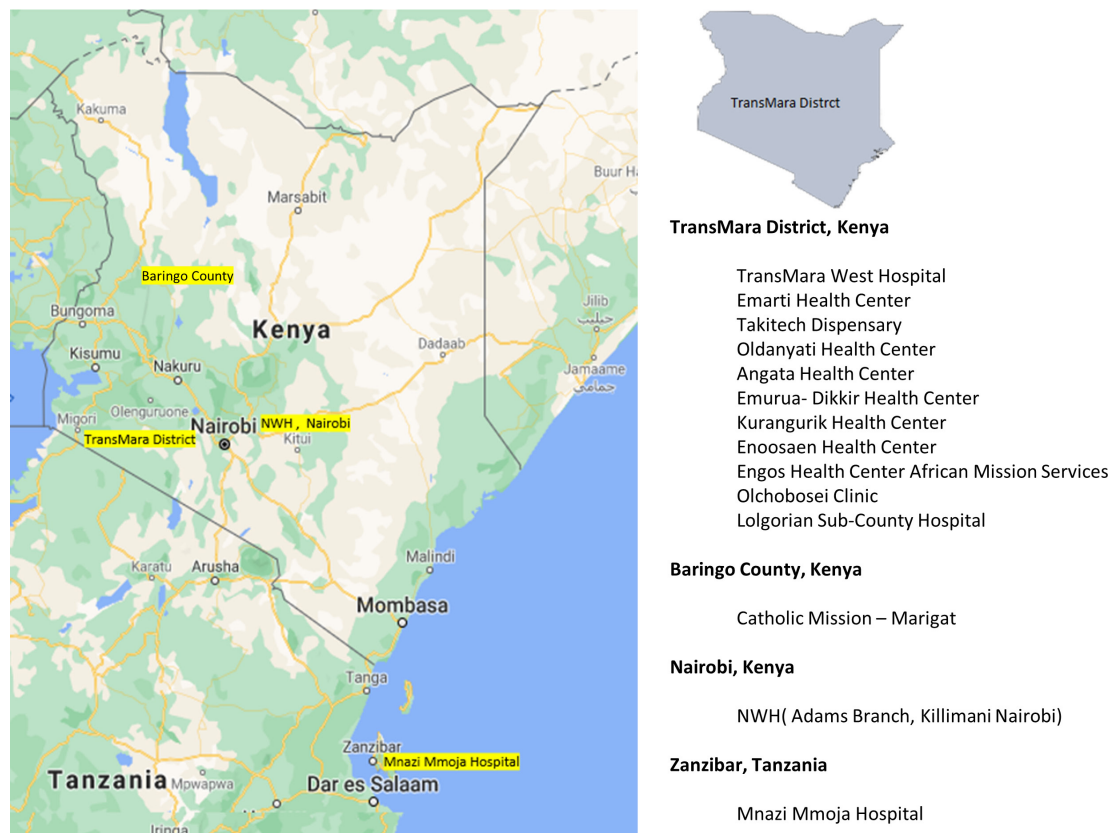 Kakuma
Marsabit
Buur H
Baringo County
Bungoma
Kenya
Jilib
جيليب
Kisumu
Nakuru
Dadaab
Jamaame
جمامي
Olenguruone
Migori
Nairobi
NWH , Nairobi
TransMara District
Kitui
Karatu
Arusha
Malindi
Mombasa
Tanga
Zanzibar
Mnazi Mmoja Hospital
Tanzania
Mpwapwa
Dar es Salaam
Iringa
TransMara Distrct
TransMara District, Kenya
TransMara West Hospital
Emarti Health Center
Takitech Dispensary
Oldanyati Health Center
Angata Health Center
Emurua- Dikkir Health Center
Kurangurik Health Center
Enoosaen Health Center
Engos Health Center African Mission Services
Olchobosei Clinic
Lolgorian Sub-County Hospital
Baringo County, Kenya
Catholic Mission – Marigat
Nairobi, Kenya
NWH( Adams Branch, Killimani Nairobi)
Zanzibar, Tanzania
Mnazi Mmoja Hospital